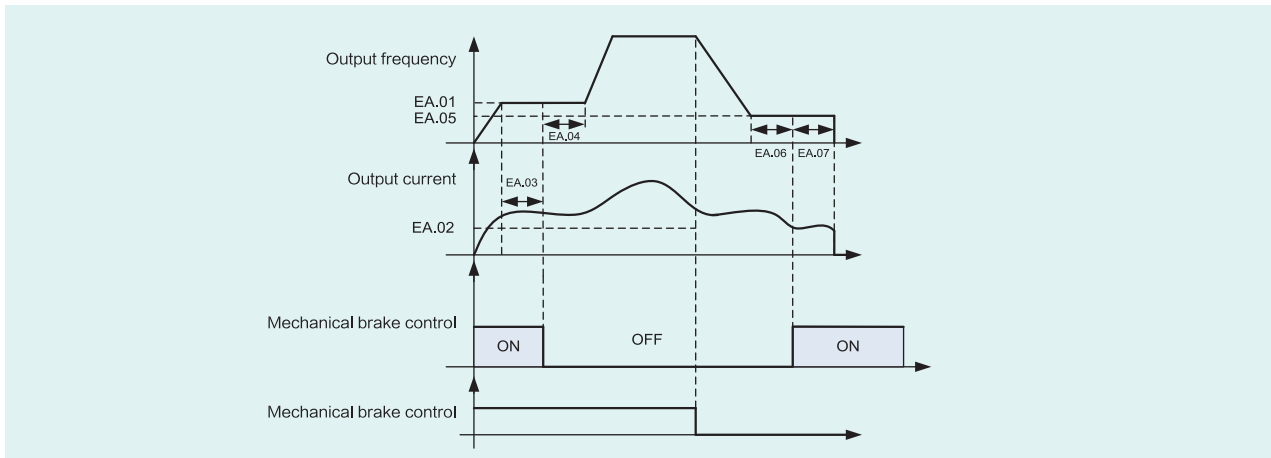 Output frequency
EA.01
EA.05
EA.04
EA.06
EA.07
Output current
EA.03
EA.02
Mechanical brake control
ON
OFF
ON
Mechanical brake control